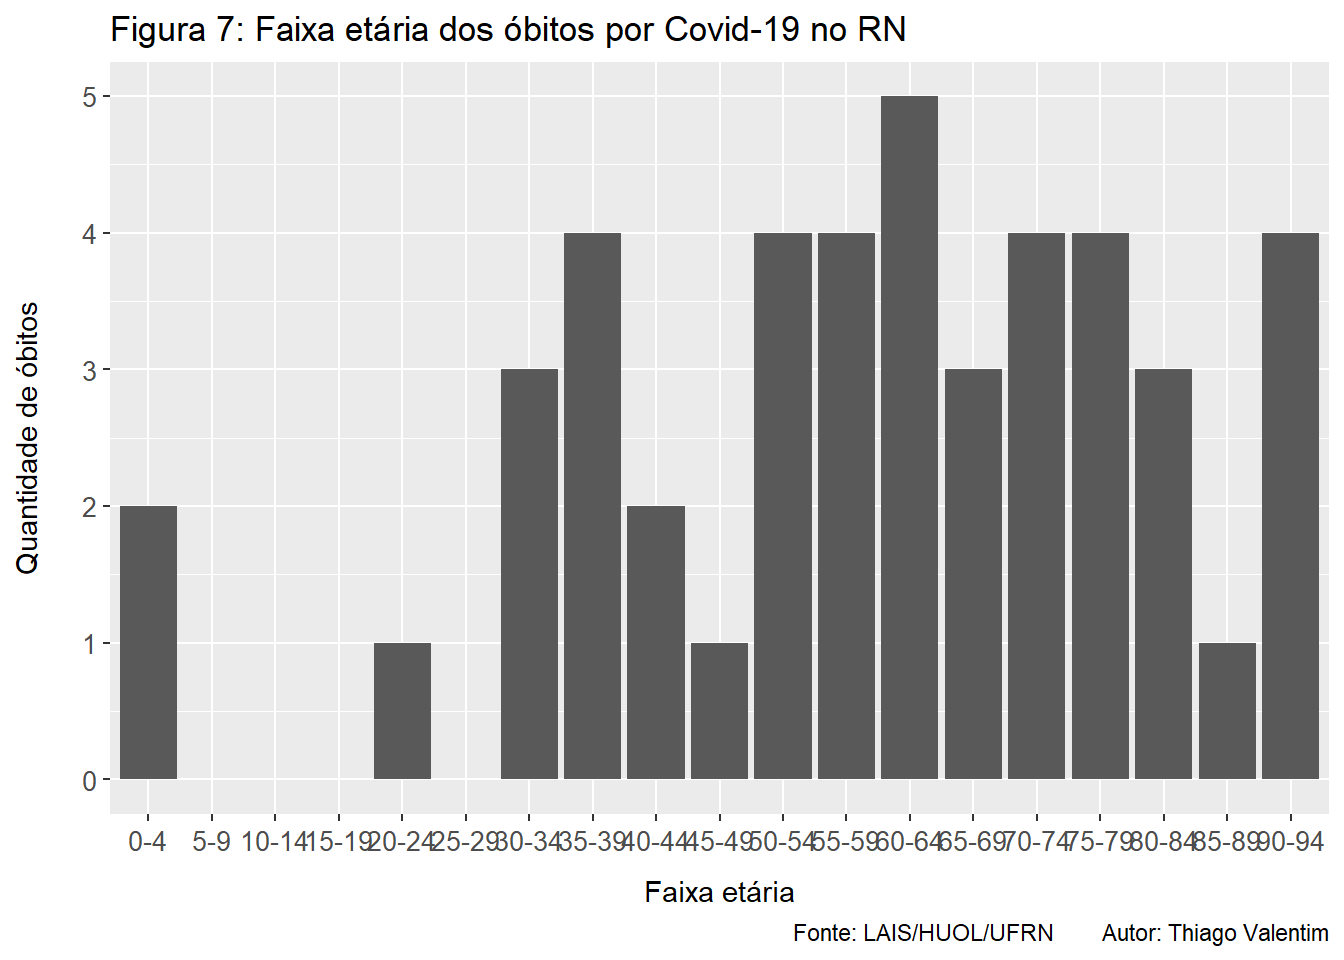 Figura 7: Faixa etária dos óbitos por Covid-19 no RN
Quantidade de óbitos
5
4
3
2
1
0
0-4 5-9 10-14 15-19 20-24 25-29 30-34 35-39 40-44 45-49 50-54 55-59 60-64 65-69 70-74 75-79 80-84 85-89 90-94
Faixa etária
Fonte: LAIS/HUOL/UFRN Autor: Thiago Valentim